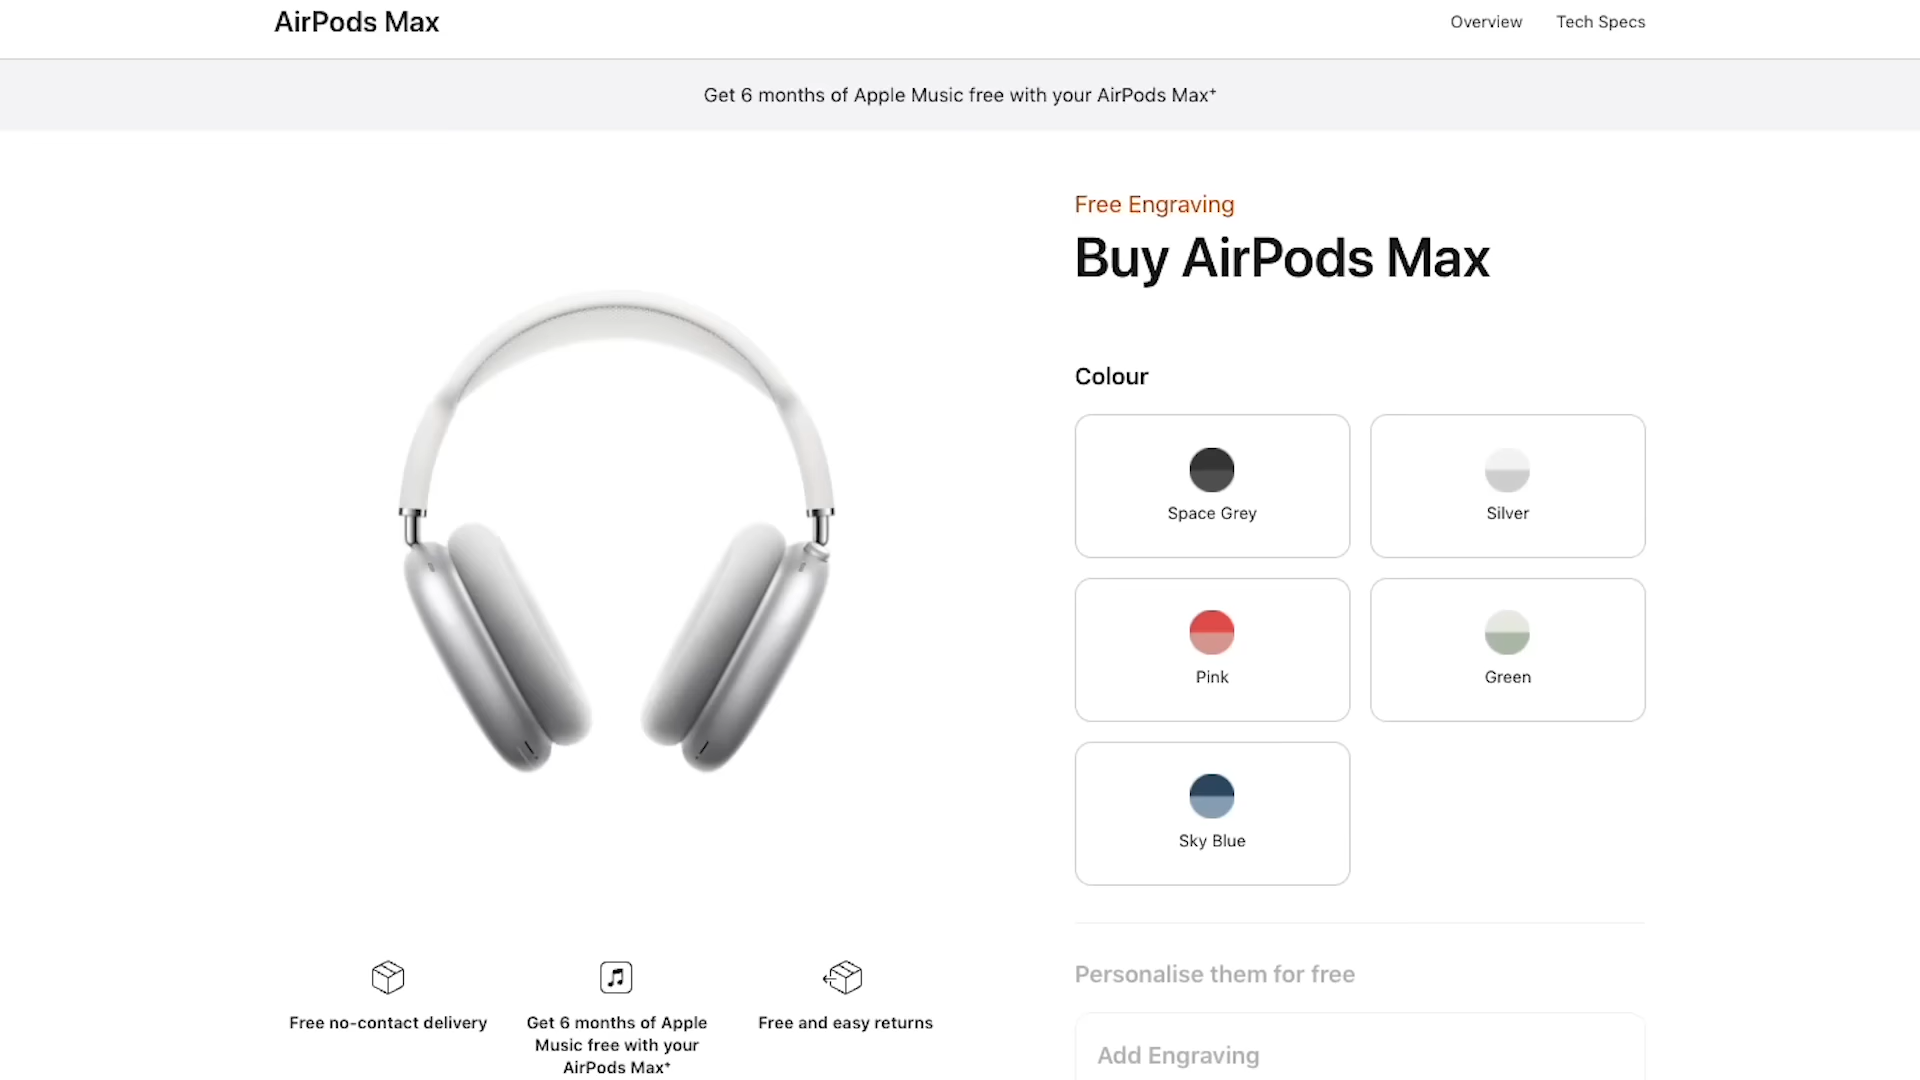 AirPods Max
Overview
Tech Specs
Get 6 months of Apple Music free with your AirPods Max⁺
Free Engraving
Buy AirPods Max
Colour
Space Grey
Silver
Pink
Green
Sky Blue
Personalise them for free
Add Engraving
Free no-contact delivery
Get 6 months of Apple
Music free with your
AirPods Max⁺
Free and easy returns